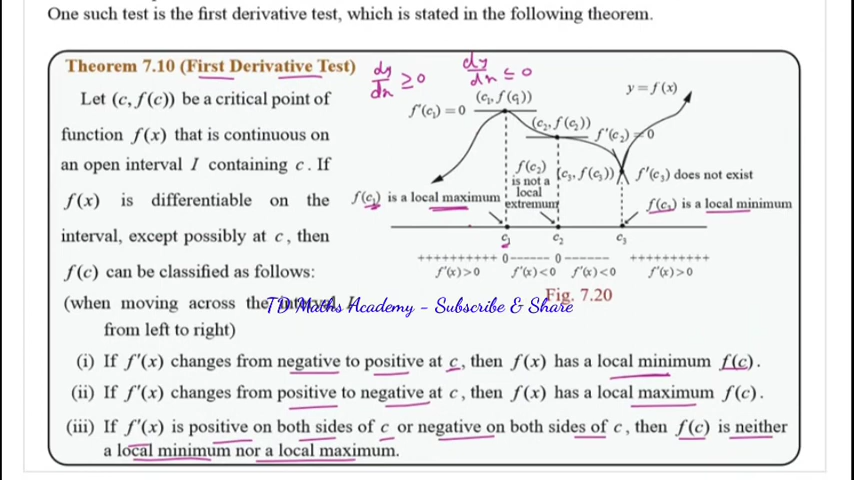 One such test is the first derivative test, which is stated in the following theorem.
Theorem 7.10 (First Derivative Test)
dy/dx ≥ 0
dy/dx ≤ 0
Let (c, f(c)) be a critical point of
function f(x) that is continuous on
an open interval I containing c. If
f(x) is differentiable on the
interval, except possibly at c, then
f(c) can be classified as follows:
(when moving across the interval I
from left to right)
y = f(x)
(c₁, f(c₁))
f′(c₁) = 0
(c₂, f(c₂))
f′(c₂) = 0
f(c₂)
is not a
local
extremum
(c₃, f(c₃))
f′(c₃) does not exist
f(c₁) is a local maximum
f(c₃) is a local minimum
c₁ c₂ c₃
++++++++++ 0------ 0------ ++++++++++
f′(x)>0 f′(x)<0 f′(x)<0 f′(x)>0
Fig. 7.20
TD Maths Academy - Subscribe & Share
(i) If f′(x) changes from negative to positive at c, then f(x) has a local minimum f(c).
(ii) If f′(x) changes from positive to negative at c, then f(x) has a local maximum f(c).
(iii) If f′(x) is positive on both sides of c or negative on both sides of c, then f(c) is neither
a local minimum nor a local maximum.